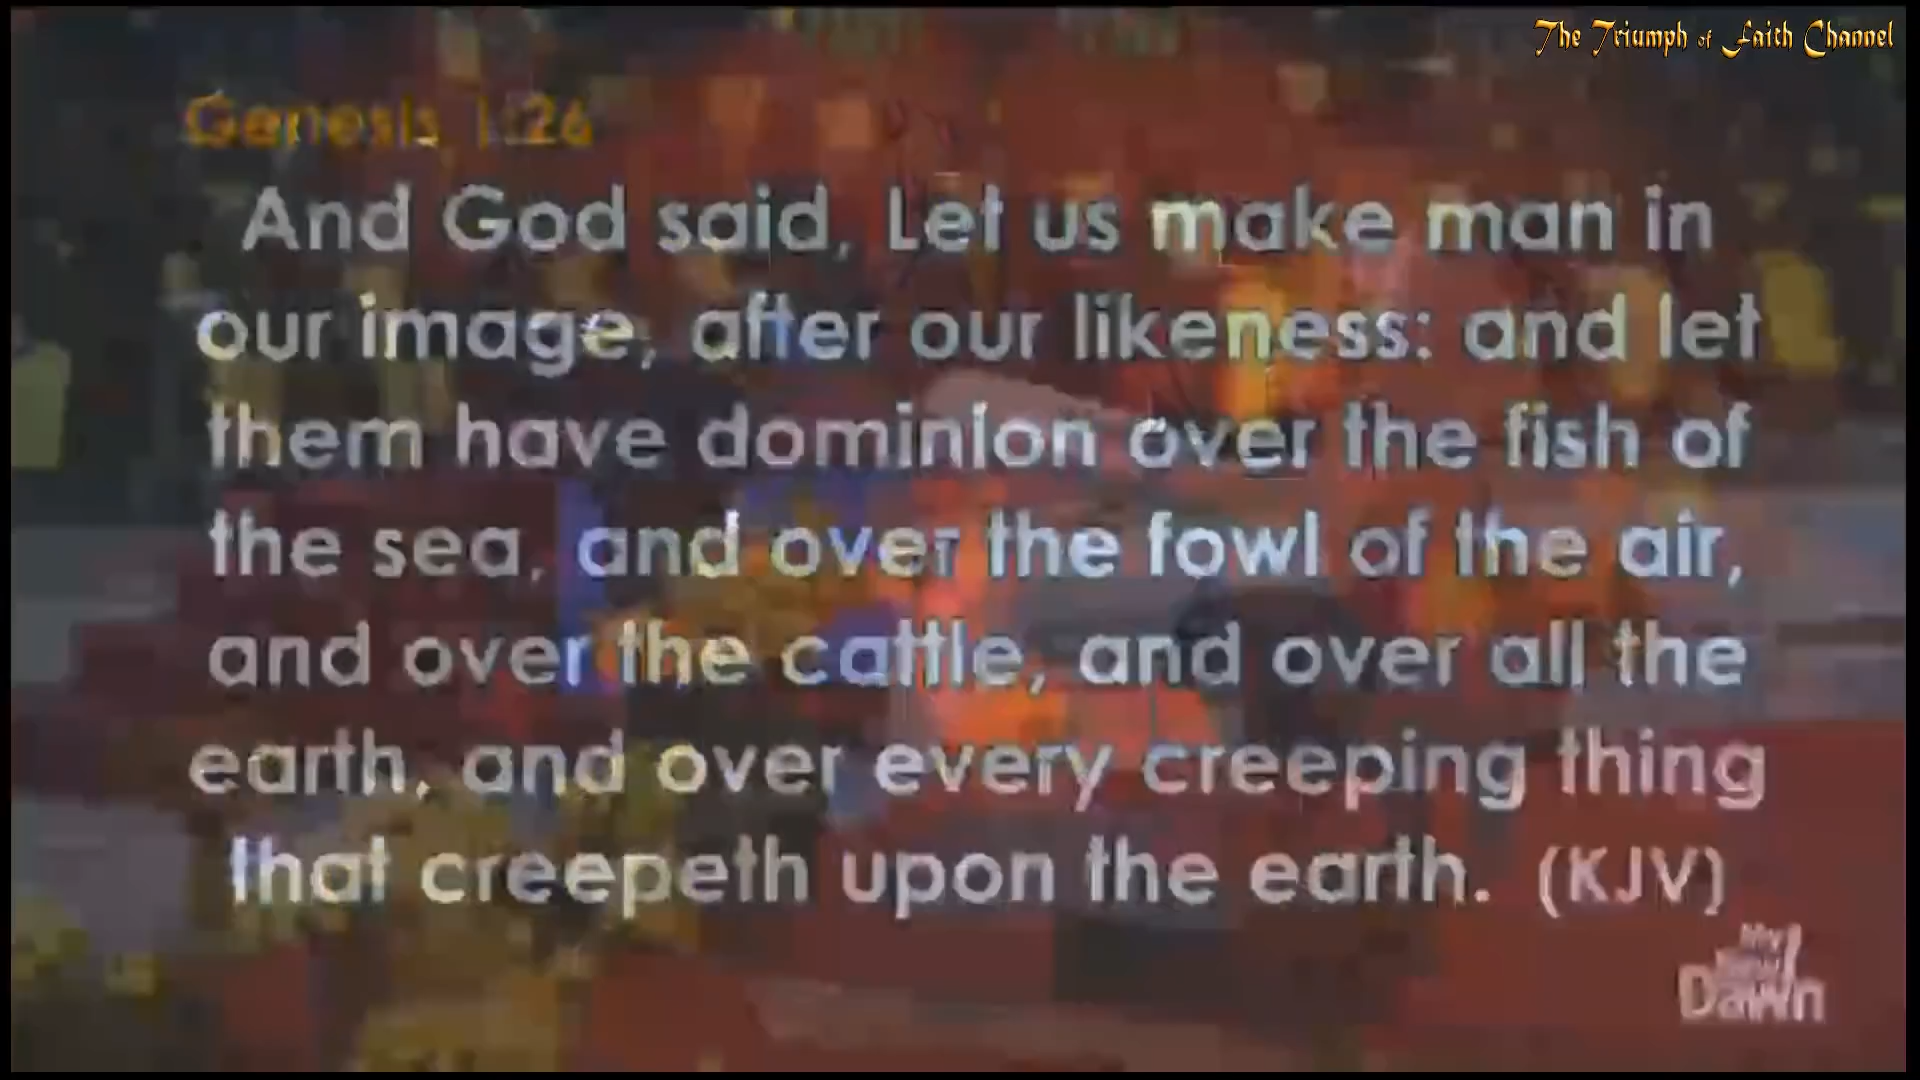 The Triumph of Faith Channel
Genesis 1:26
And God said, Let us make man in
our image, after our likeness: and let
them have dominion over the fish of
the sea, and over the fowl of the air,
and over the cattle, and over all the
earth, and over every creeping thing
that creepeth upon the earth. (KJV)
My
New
Dawn